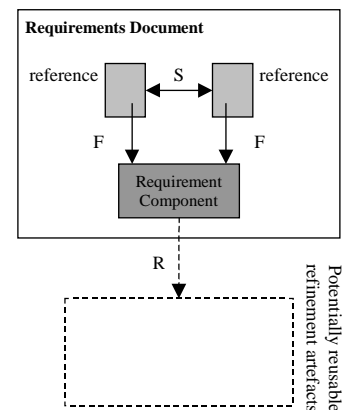 Requirements Document
reference
S
reference
F
F
Requirement
Component
R
Potentially reusable
refinement artefacts